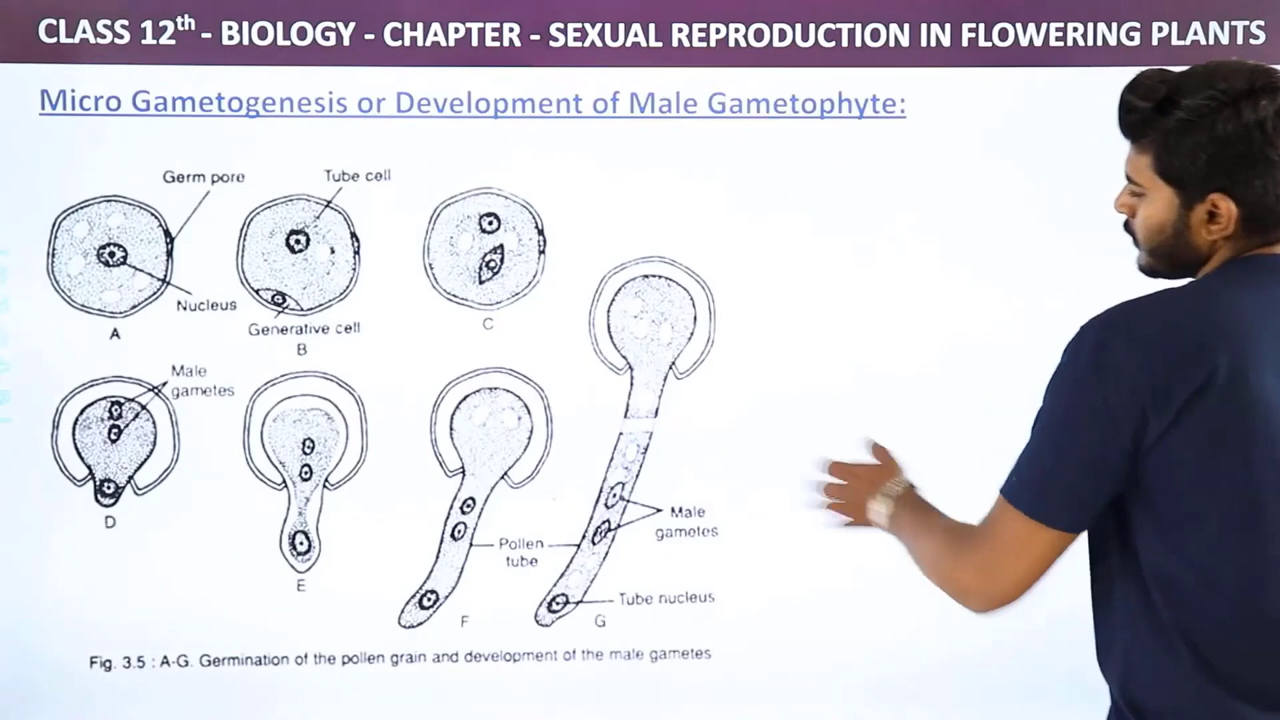 CLASS 12th - BIOLOGY - CHAPTER - SEXUAL REPRODUCTION IN FLOWERING PLANTS
Micro Gametogenesis or Development of Male Gametophyte:
Germ pore
Tube cell
Nucleus
Generative cell
A
B
C
Male
gametes
D
E
Pollen
tube
Male
gametes
Tube nucleus
F
G
Fig. 3.5 : A-G. Germination of the pollen grain and development of the male gametes